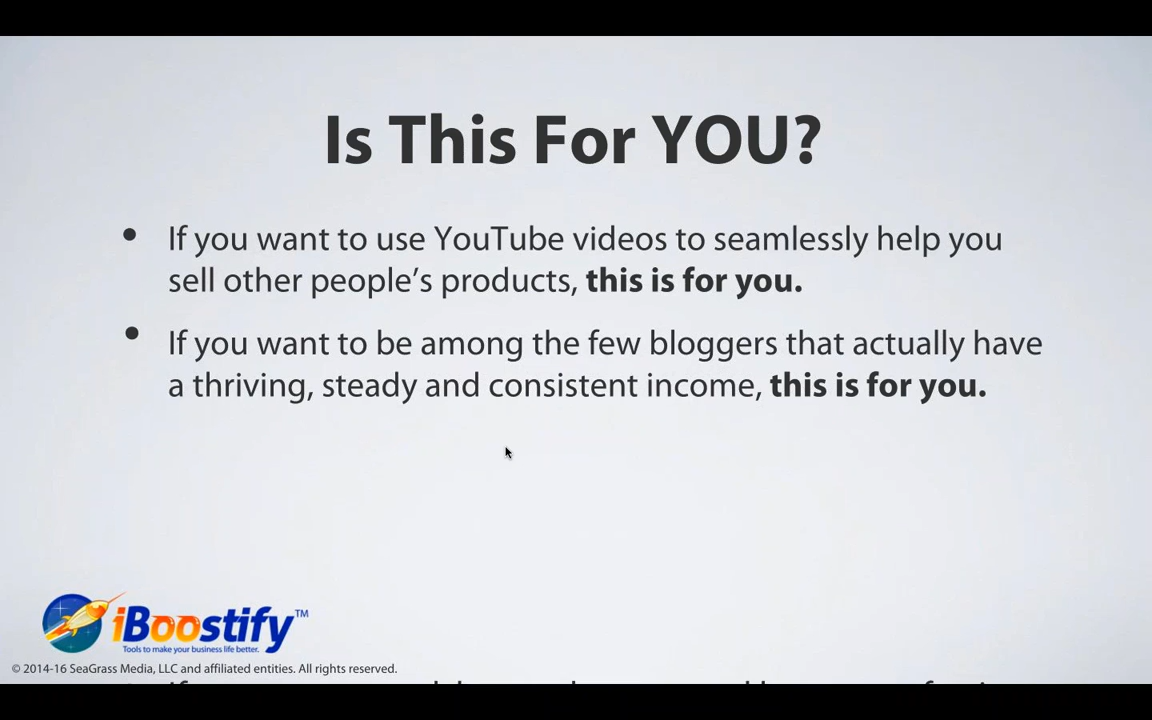 Is This For YOU?
• If you want to use YouTube videos to seamlessly help you
sell other people’s products, this is for you.
• If you want to be among the few bloggers that actually have
a thriving, steady and consistent income, this is for you.
iBoostify™
Tools to make your business life better.
© 2014-16 SeaGrass Media, LLC and affiliated entities. All rights reserved.